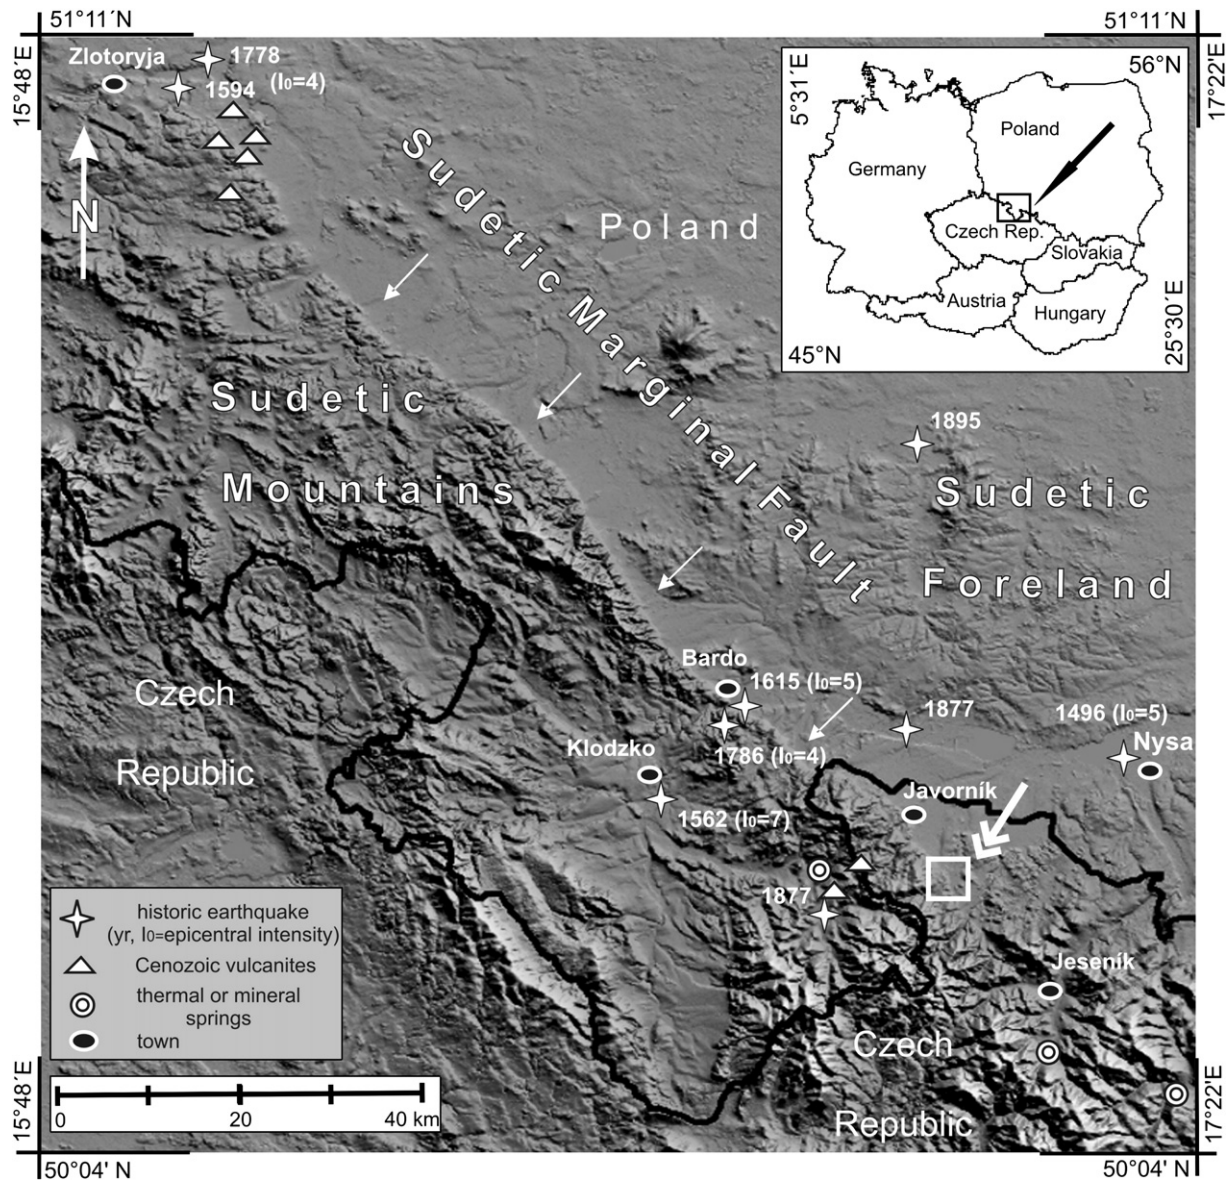 51°11´N
51°11´N
15°48´E
17°22´E
Zlotoryja
1778
1594 (I₀=4)
N
56°N
5°31´E
Poland
Germany
Czech Rep.
Slovakia
Austria
Hungary
45°N
25°30´E
Sudetic Marginal Fault
Poland
Sudetic
Mountains
1895
Sudetic
Foreland
Bardo
1615 (I₀=5)
1786 (I₀=4)
1877
1496 (I₀=5)
Nysa
Klodzko
1562 (I₀=7)
Javorník
Czech
Republic
1877
Jeseník
Czech
Republic
historic earthquake
(yr, I₀=epicentral intensity)
Cenozoic vulcanites
thermal or mineral
springs
town
0 20 40 km
15°48´E
17°22'E
50°04' N
50°04' N